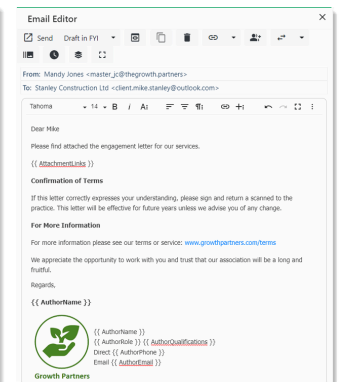 Email Editor
Send Draft in FYI
From: Mandy Jones <master_jc@thegrowth.partners>
To: Stanley Construction Ltd <client.mike.stanley@outlook.com>
Tahoma 14 B i A
Dear Mike
Please find attached the engagement letter for our services.
{{ AttachmentLinks }}
Confirmation of Terms
If this letter correctly expresses your understanding, please sign and return a scanned to the
practice. This letter will be effective for future years unless we advise you of any change.
For More Information
For more information please see our terms or service: www.growthpartners.com/terms
We appreciate the opportunity to work with you and trust that our association will be a long and
fruitful.
Regards,
{{ AuthorName }}
{{ AuthorName }}
{{ AuthorRole }} {{ AuthorQualifications }}
Direct {{ AuthorPhone }}
Email {{ AuthorEmail }}
Growth Partners